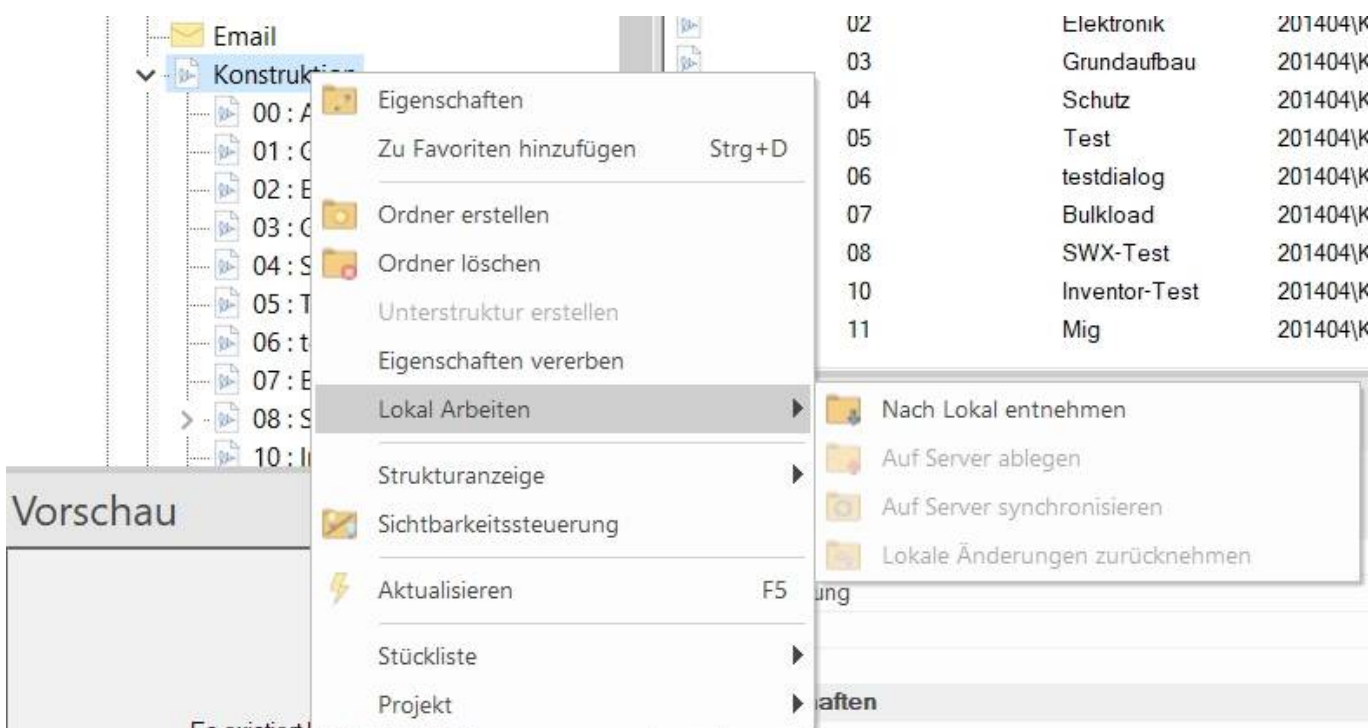 Email
Konstruktion
00 : A
01 : G
02 : E
03 : G
04 : S
05 : T
06 : t
07 : E
08 : S
10 : I
Vorschau
Eigenschaften
Zu Favoriten hinzufügen Strg+D
Ordner erstellen
Ordner löschen
Unterstruktur erstellen
Eigenschaften vererben
Lokal Arbeiten
Strukturanzeige
Sichtbarkeitssteuerung
Aktualisieren F5
Stückliste
Projekt
Nach Lokal entnehmen
Auf Server ablegen
Auf Server synchronisieren
Lokale Änderungen zurücknehmen
02 Elektronik 201404\K
03 Grundaufbau 201404\K
04 Schutz 201404\K
05 Test 201404\K
06 testdialog 201404\K
07 Bulkload 201404\K
08 SWX-Test 201404\K
10 Inventor-Test 201404\K
11 Mig 201404\K
ung
haften